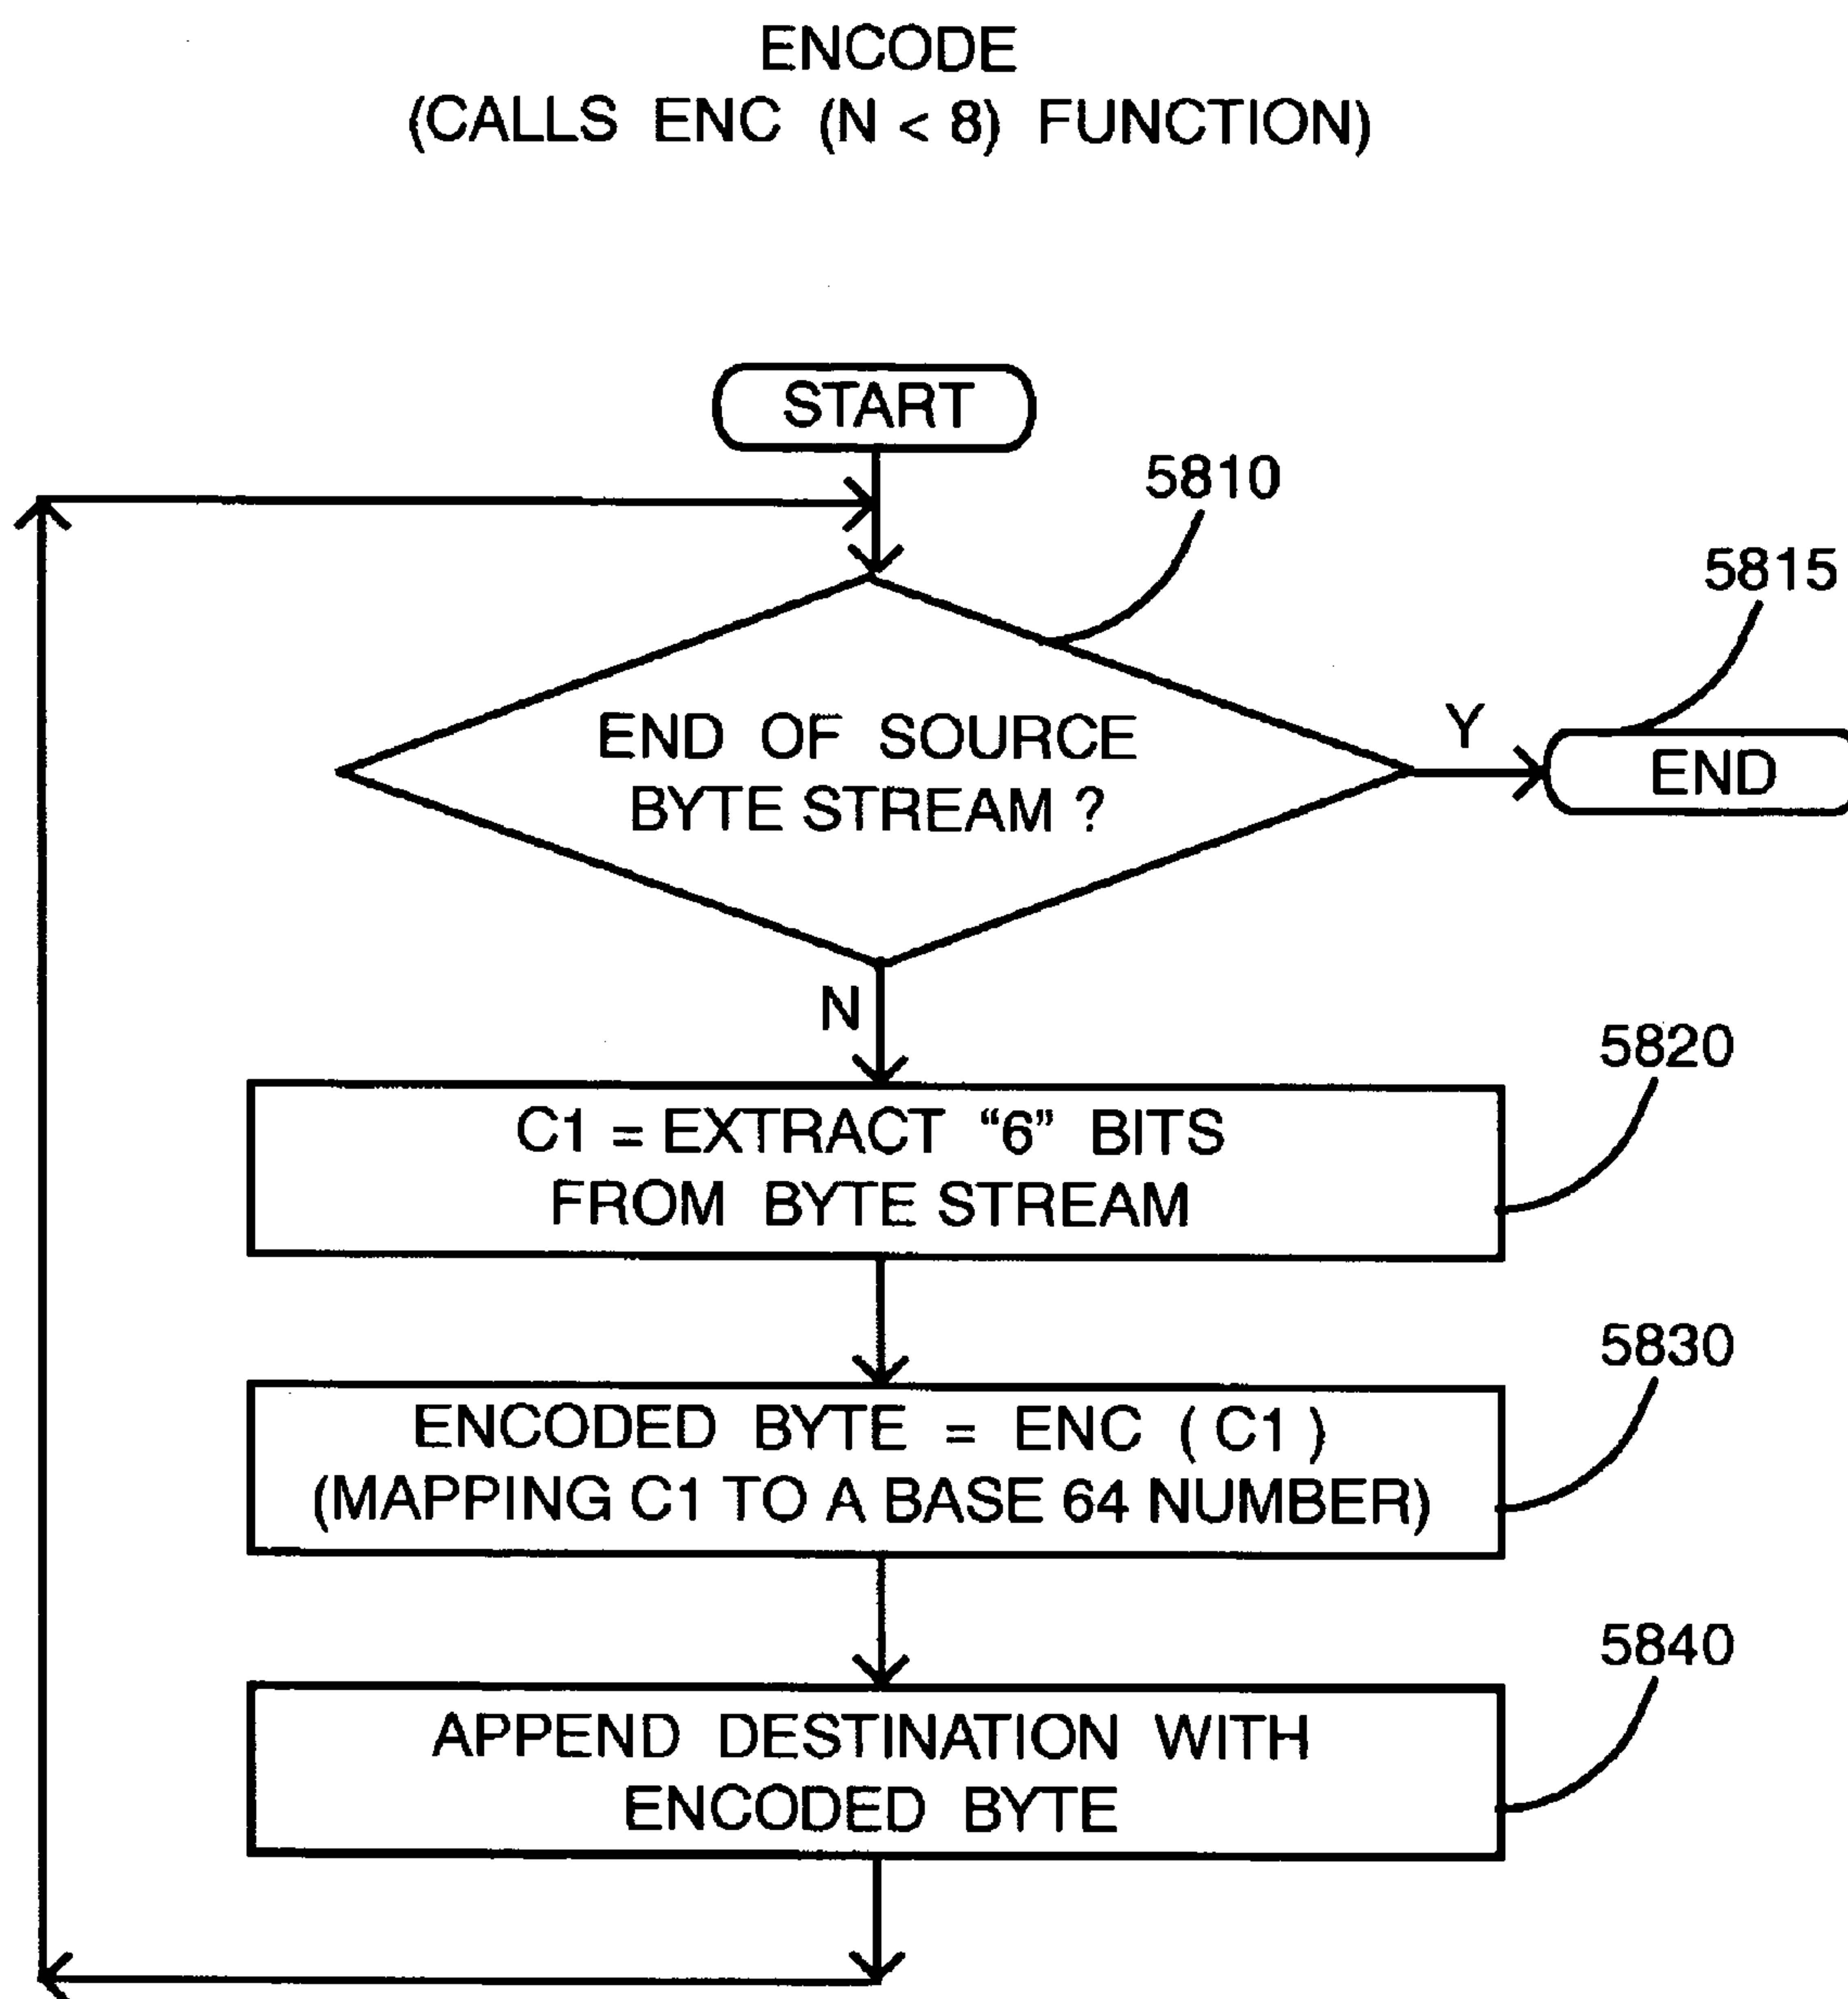 ENCODE
(CALLS ENC (N < 8) FUNCTION)
START
5810
5815
END OF SOURCE
BYTE STREAM ?
Y
END
N
5820
C1 = EXTRACT “6” BITS
FROM BYTE STREAM
5830
ENCODED BYTE = ENC ( C1 )
(MAPPING C1 TO A BASE 64 NUMBER)
5840
APPEND DESTINATION WITH
ENCODED BYTE